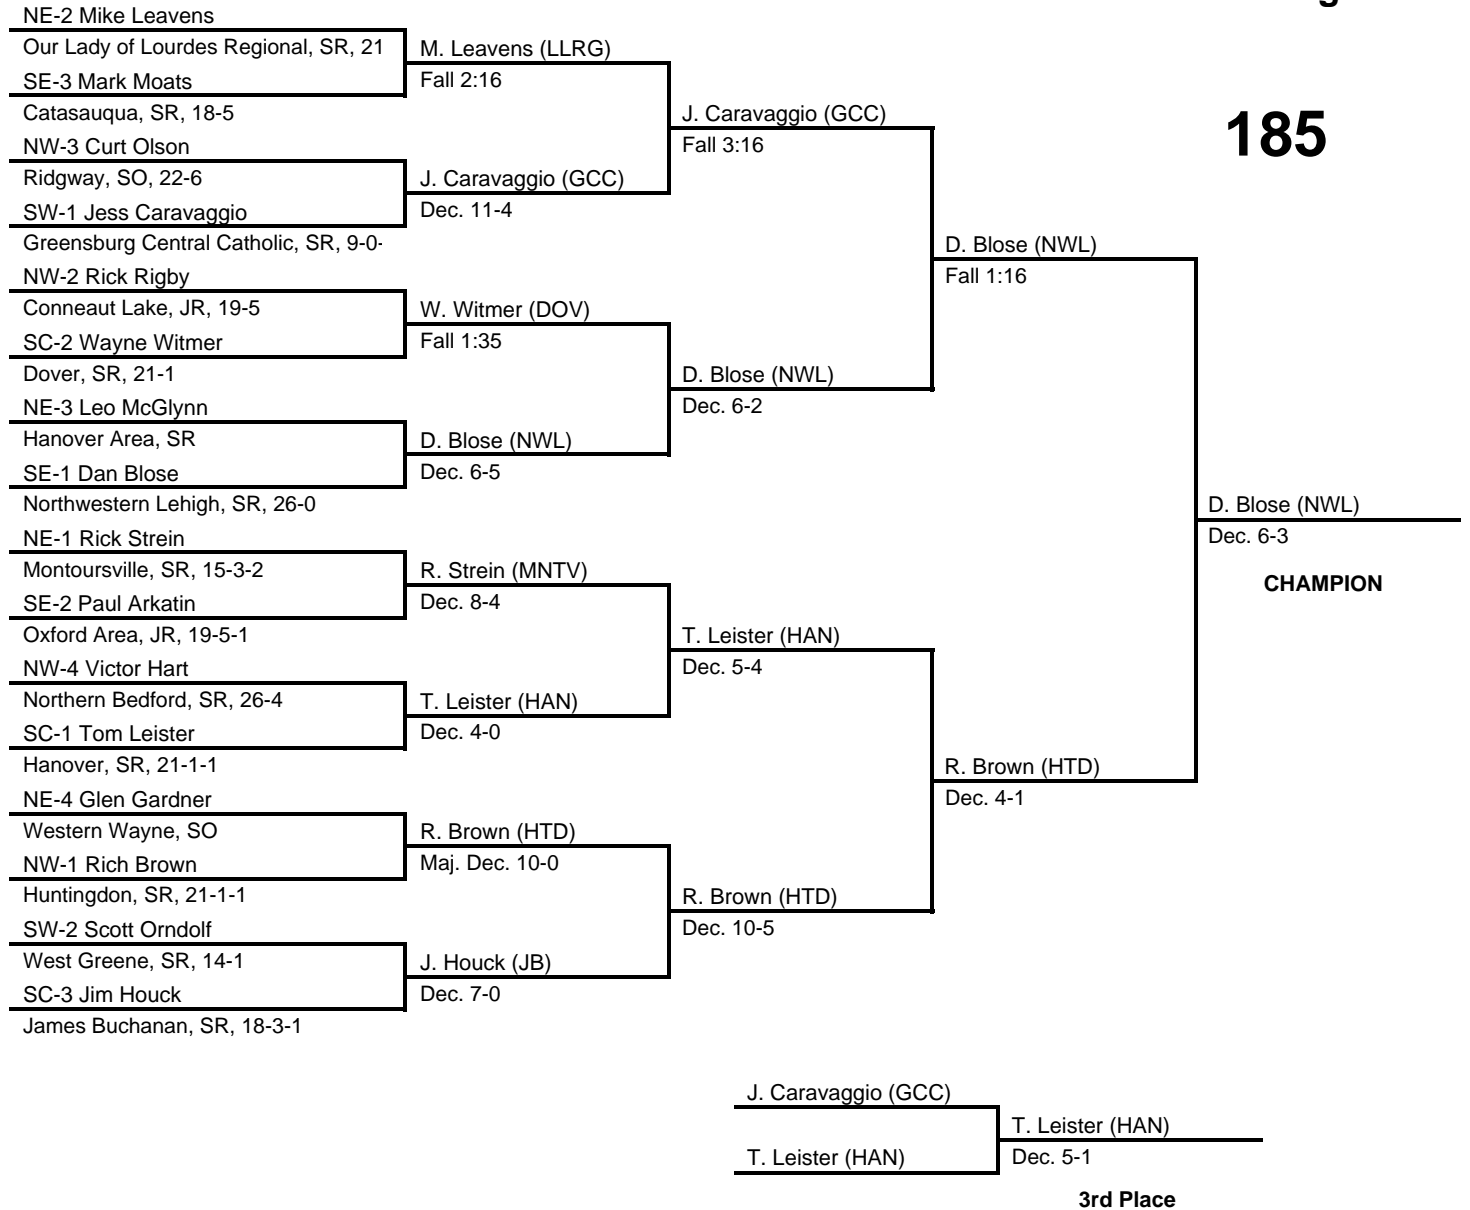 185
NE-2 Mike Leavens
Our Lady of Lourdes Regional, SR, 21
SE-3 Mark Moats
Catasauqua, SR, 18-5
NW-3 Curt Olson
Ridgway, SO, 22-6
SW-1 Jess Caravaggio
Greensburg Central Catholic, SR, 9-0-
NW-2 Rick Rigby
Conneaut Lake, JR, 19-5
SC-2 Wayne Witmer
Dover, SR, 21-1
NE-3 Leo McGlynn
Hanover Area, SR
SE-1 Dan Blose
Northwestern Lehigh, SR, 26-0
NE-1 Rick Strein
Montoursville, SR, 15-3-2
SE-2 Paul Arkatin
Oxford Area, JR, 19-5-1
NW-4 Victor Hart
Northern Bedford, SR, 26-4
SC-1 Tom Leister
Hanover, SR, 21-1-1
NE-4 Glen Gardner
Western Wayne, SO
NW-1 Rich Brown
Huntingdon, SR, 21-1-1
SW-2 Scott Orndolf
West Greene, SR, 14-1
SC-3 Jim Houck
James Buchanan, SR, 18-3-1
M. Leavens (LLRG)
Fall 2:16
J. Caravaggio (GCC)
Dec. 11-4
W. Witmer (DOV)
Fall 1:35
D. Blose (NWL)
Dec. 6-5
R. Strein (MNTV)
Dec. 8-4
T. Leister (HAN)
Dec. 4-0
R. Brown (HTD)
Maj. Dec. 10-0
J. Houck (JB)
Dec. 7-0
J. Caravaggio (GCC)
Fall 3:16
D. Blose (NWL)
Dec. 6-2
T. Leister (HAN)
Dec. 5-4
R. Brown (HTD)
Dec. 10-5
D. Blose (NWL)
Fall 1:16
R. Brown (HTD)
Dec. 4-1
D. Blose (NWL)
Dec. 6-3
CHAMPION
J. Caravaggio (GCC)
T. Leister (HAN)
T. Leister (HAN)
Dec. 5-1
3rd Place